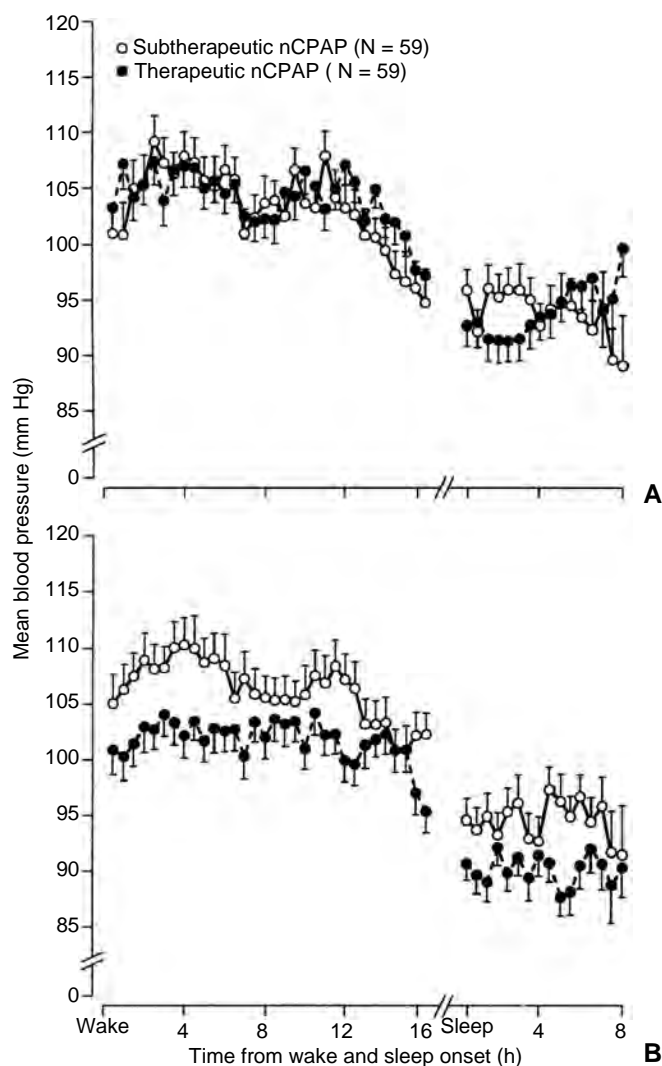 120
Subtherapeutic nCPAP (N = 59)
Therapeutic nCPAP ( N = 59)
115
110
105
100
95
90
85
0
A
Mean blood pressure (mm Hg)
120
115
110
105
100
95
90
85
0
Wake 4 8 12 16 Sleep 4 8
Time from wake and sleep onset (h)
B